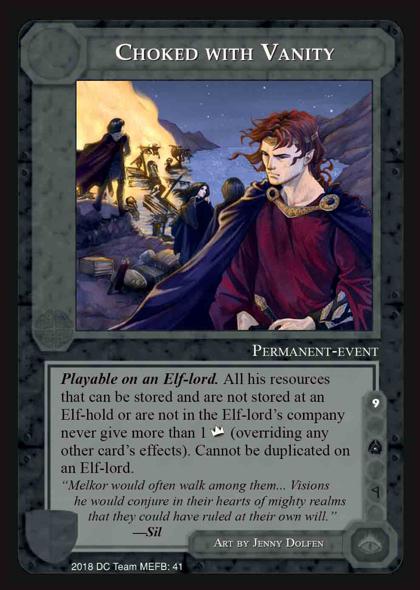 Choked with Vanity
Permanent-event
Playable on an Elf-lord. All his resources
that can be stored and are not stored at an
Elf-hold or are not in the Elf-lord's company
never give more than 1 (overriding any
other card's effects). Cannot be duplicated on
an Elf-lord.
9
"Melkor would often walk among them... Visions
he would conjure in their hearts of mighty realms
that they could have ruled at their own will."
—Sil
Art by Jenny Dolfen
2018 DC Team MEFB: 41